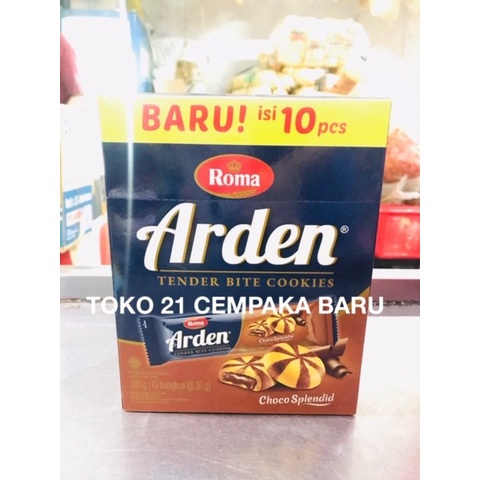 BARU! isi 10 pcs
Roma
Arden®
TENDER BITE COOKIES
TOKO 21 CEMPAKA BARU
Roma
Arden
TENDER BITE COOKIES
Choco Splendid
300 g (10 bungkus @ 30 g)
Choco Splendid